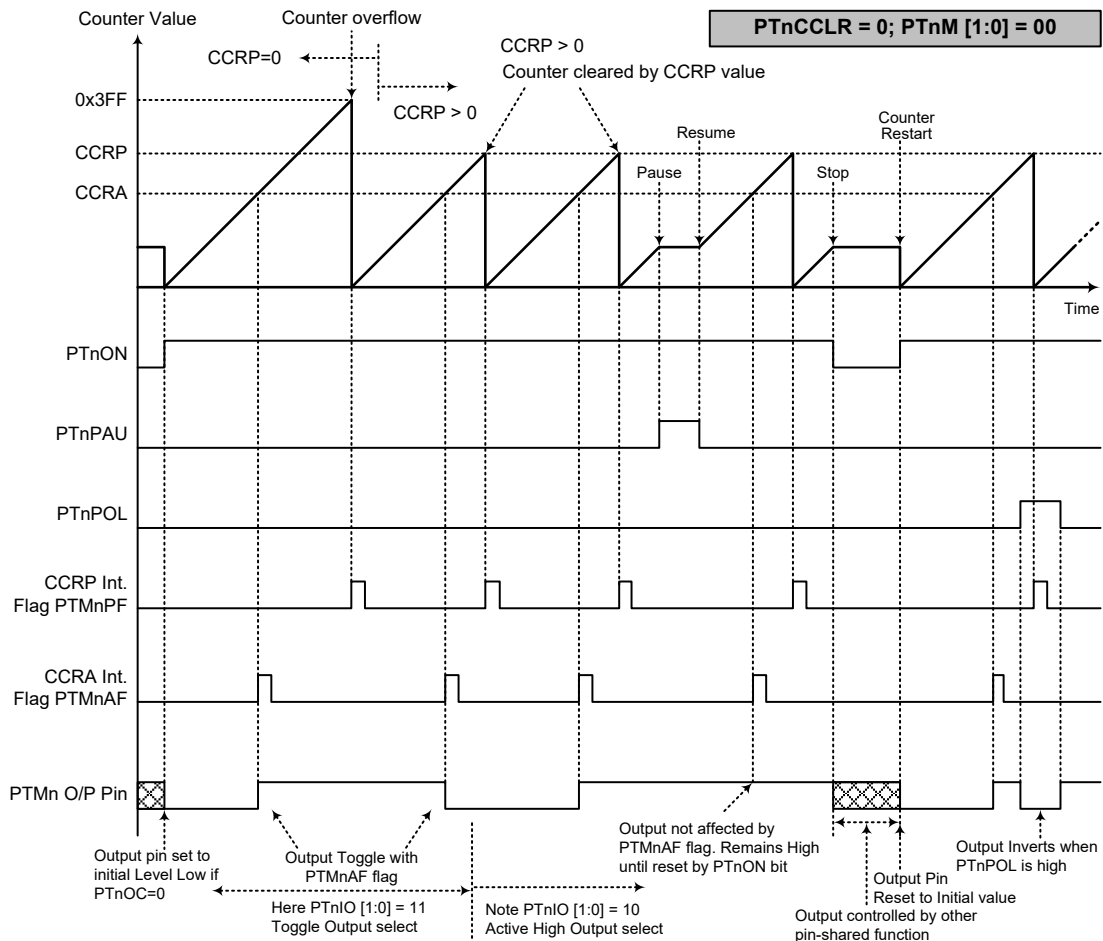 Counter Value
Counter overflow
PTnCCLR = 0; PTnM [1:0] = 00
CCRP=0
CCRP > 0
CCRP > 0
Counter cleared by CCRP value
0x3FF
CCRP
CCRA
Pause
Resume
Stop
Counter
Restart
Time
PTnON
PTnPAU
PTnPOL
CCRP Int.
Flag PTMnPF
CCRA Int.
Flag PTMnAF
PTMn O/P Pin
Output pin set to
initial Level Low if
PTnOC=0
Output Toggle with
PTMnAF flag
Here PTnIO [1:0] = 11
Toggle Output select
Note PTnIO [1:0] = 10
Active High Output select
Output not affected by
PTMnAF flag. Remains High
until reset by PTnON bit
Output Pin
Reset to Initial value
Output controlled by other
pin-shared function
Output Inverts when
PTnPOL is high